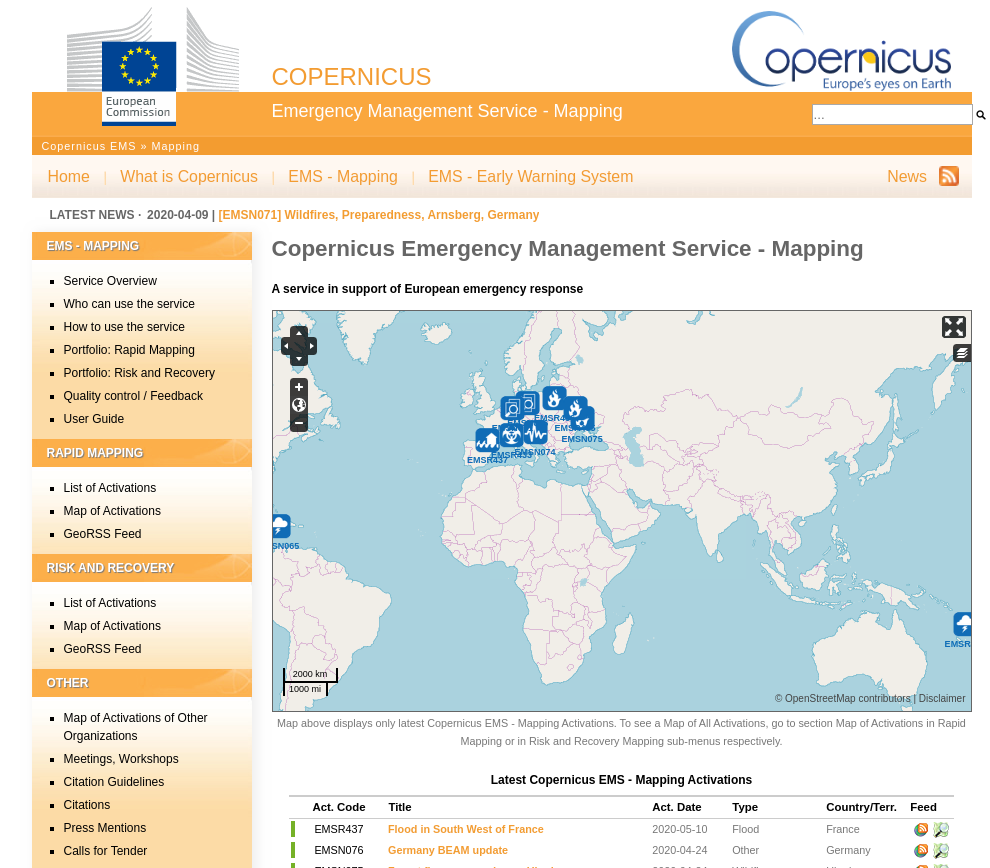 COPERNICUS
opernicus
Europe's eyes on Earth
European
Commission
Emergency Management Service - Mapping
...
Copernicus EMS » Mapping
Home | What is Copernicus | EMS - Mapping | EMS - Early Warning System
News
LATEST NEWS · 2020-04-09 | [EMSN071] Wildfires, Preparedness, Arnsberg, Germany
EMS - MAPPING
Service Overview
Who can use the service
How to use the service
Portfolio: Rapid Mapping
Portfolio: Risk and Recovery
Quality control / Feedback
User Guide
RAPID MAPPING
List of Activations
Map of Activations
GeoRSS Feed
RISK AND RECOVERY
List of Activations
Map of Activations
GeoRSS Feed
OTHER
Map of Activations of Other
Organizations
Meetings, Workshops
Citation Guidelines
Citations
Press Mentions
Calls for Tender
Copernicus Emergency Management Service - Mapping
A service in support of European emergency response
EMSN075
EMSN074
EMSR433
EMSR437
SN065
EMSR
2000 km
1000 mi
© OpenStreetMap contributors | Disclaimer
Map above displays only latest Copernicus EMS - Mapping Activations. To see a Map of All Activations, go to section Map of Activations in Rapid
Mapping or in Risk and Recovery Mapping sub-menus respectively.
Latest Copernicus EMS - Mapping Activations
Act. Code Title Act. Date Type Country/Terr. Feed
EMSR437 Flood in South West of France 2020-05-10 Flood France
EMSN076 Germany BEAM update 2020-04-24 Other Germany